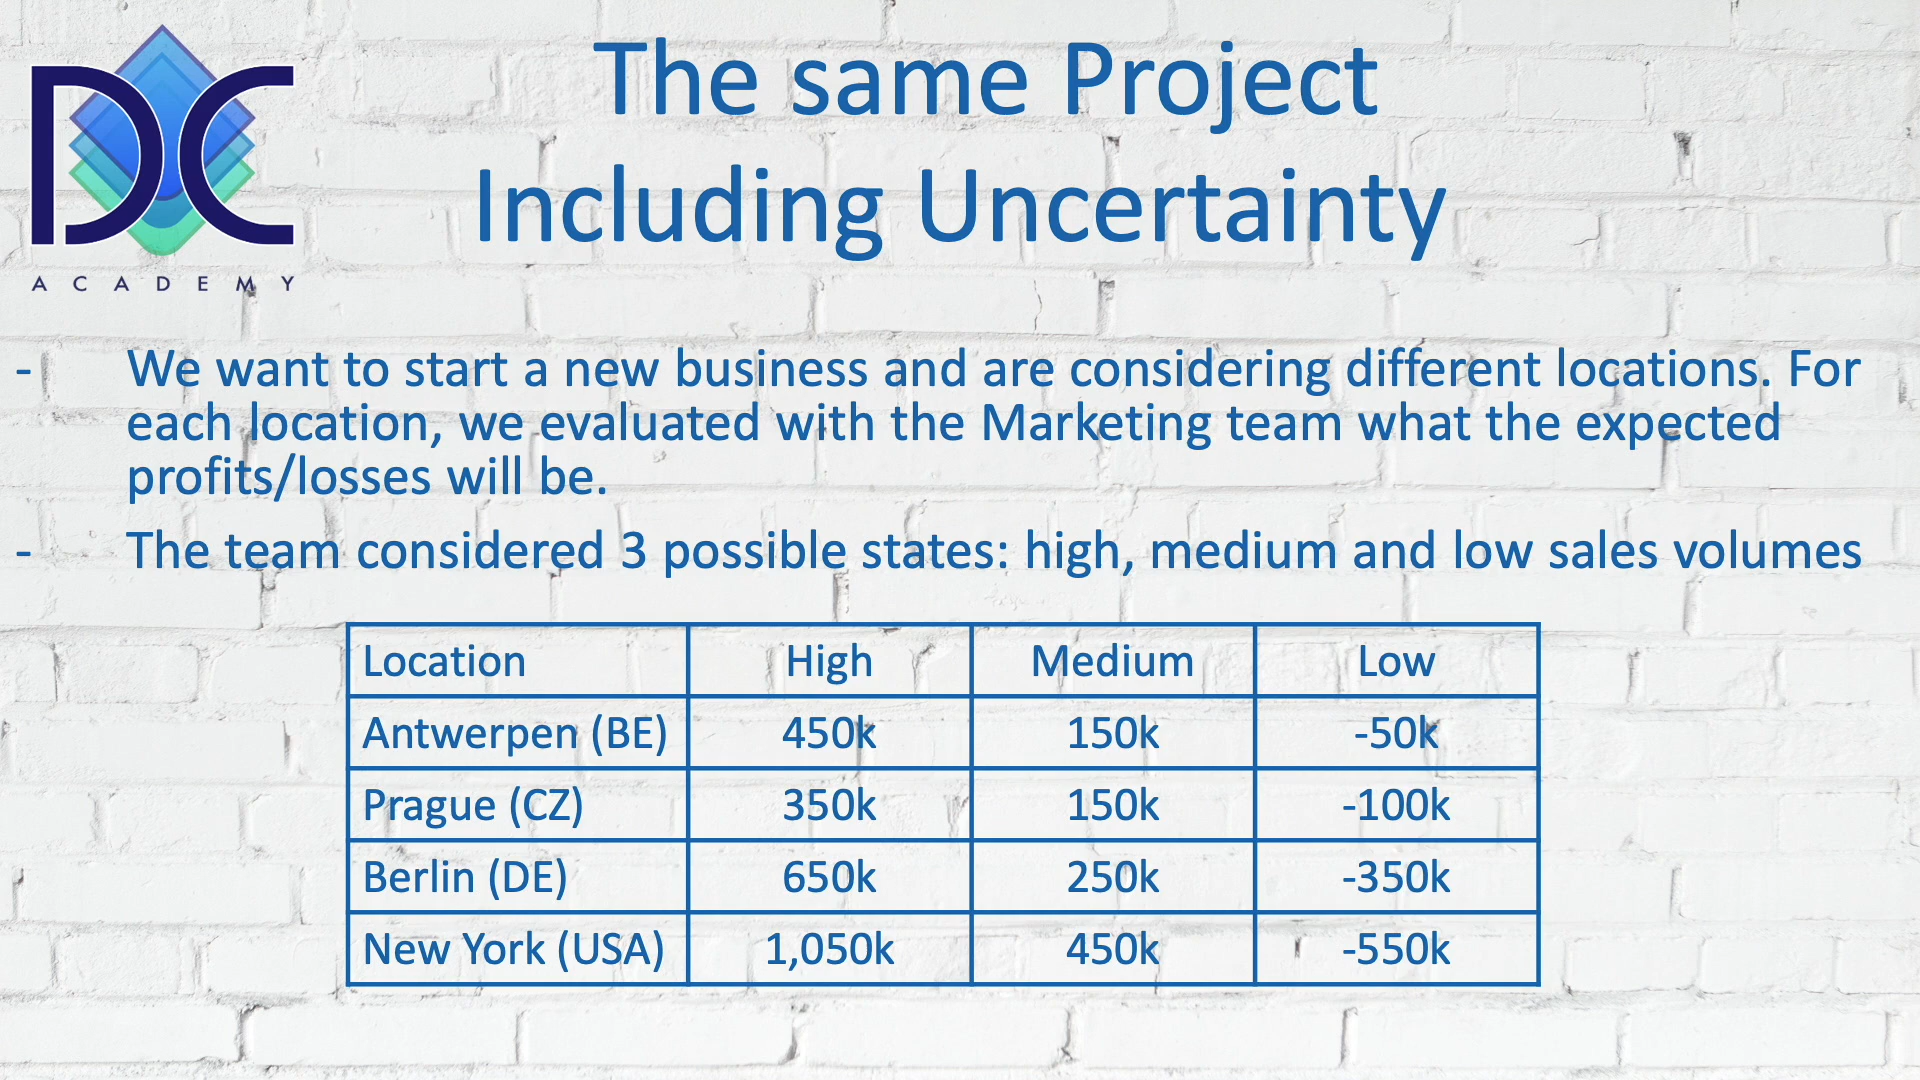 DC
ACADEMY
The same Project
Including Uncertainty
- We want to start a new business and are considering different locations. For
each location, we evaluated with the Marketing team what the expected
profits/losses will be.
- The team considered 3 possible states: high, medium and low sales volumes
Location High Medium Low
Antwerpen (BE) 450k 150k -50k
Prague (CZ) 350k 150k -100k
Berlin (DE) 650k 250k -350k
New York (USA) 1,050k 450k -550k